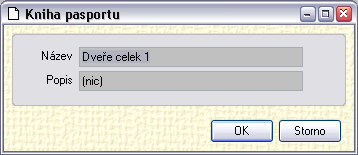 Kniha pasportu
Název Dveře celek 1
Popis (nic)
OK Storno